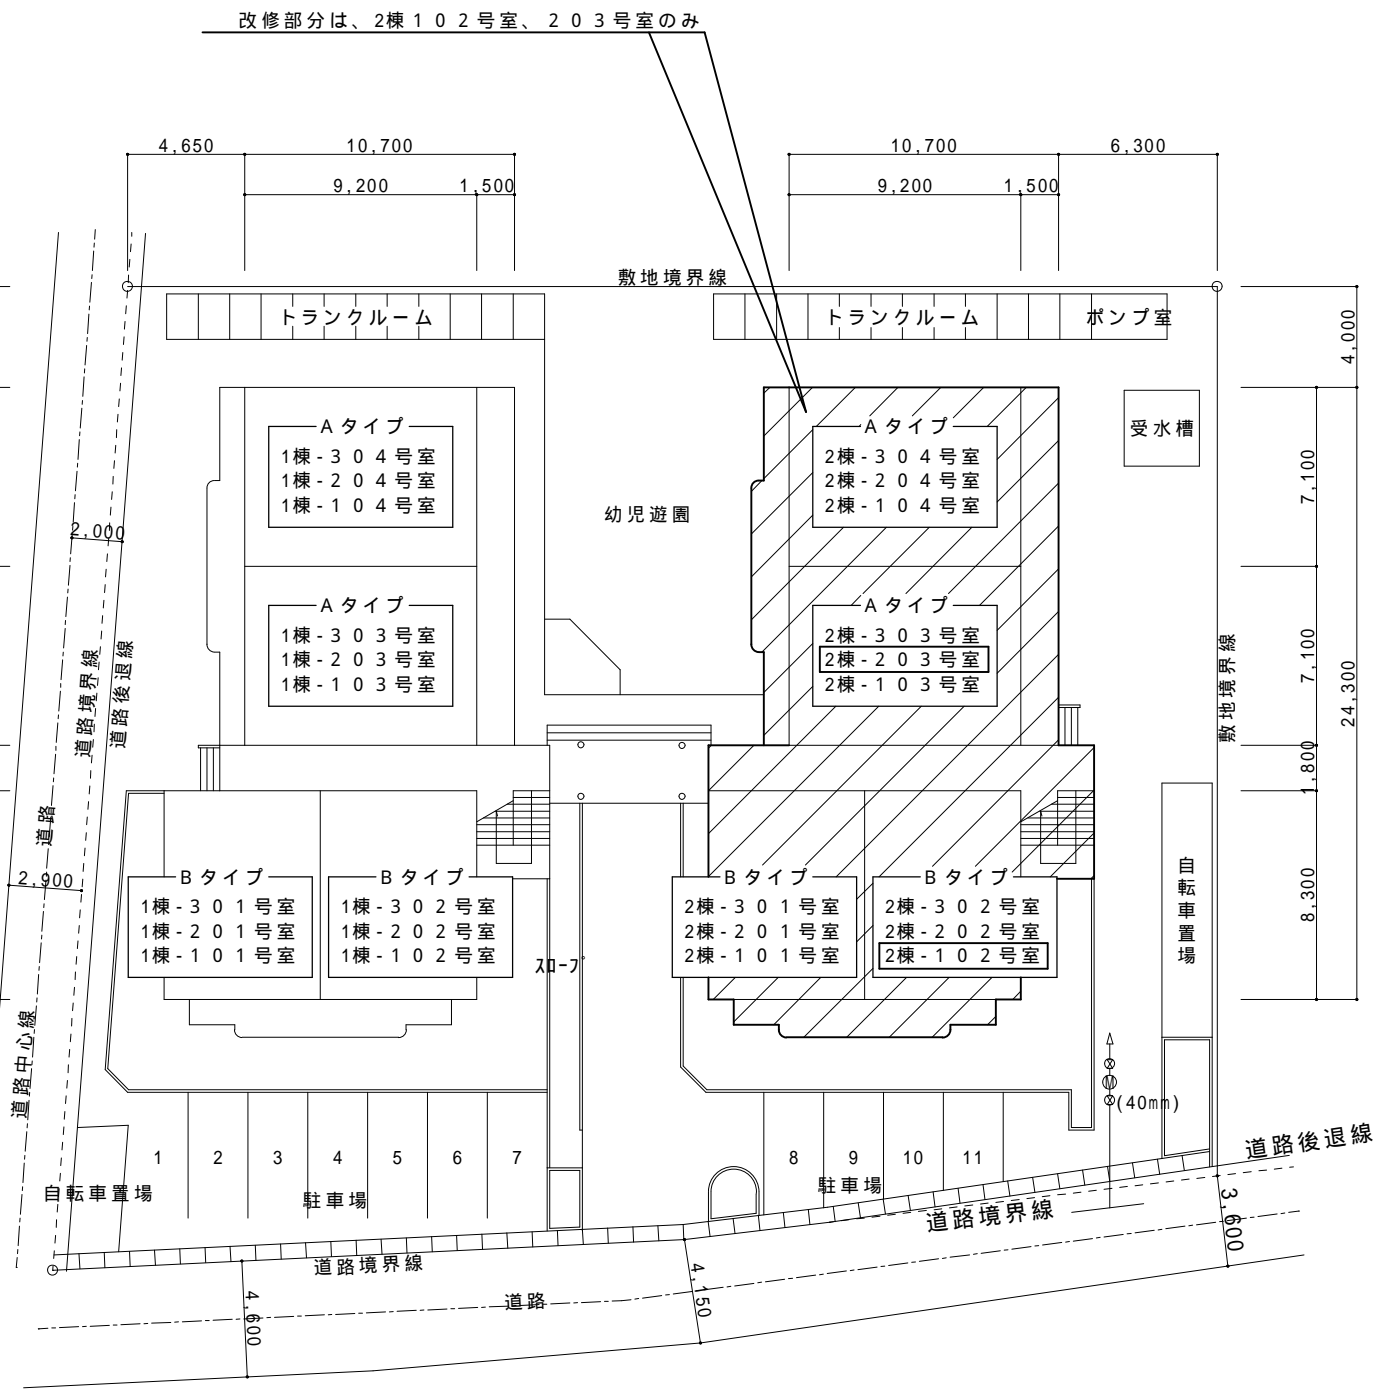 改修部分は、2棟１０２号室、２０３号室のみ
4,650
10,700
10,700
6,300
9,200
1,500
9,200
1,500
敷地境界線
トランクルーム
トランクルーム
ポンプ室
4,000
Aタイプ
1棟-３０４号室
1棟-２０４号室
1棟-１０４号室
Aタイプ
2棟-３０４号室
2棟-２０４号室
2棟-１０４号室
受水槽
7,100
幼児遊園
2,000
Aタイプ
1棟-３０３号室
1棟-２０３号室
1棟-１０３号室
Aタイプ
2棟-３０３号室
2棟-２０３号室
2棟-１０３号室
7,100
24,300
敷地境界線
道路境界線
道路後退線
1,800
道路
2,900
Bタイプ
1棟-３０１号室
1棟-２０１号室
1棟-１０１号室
Bタイプ
1棟-３０２号室
1棟-２０２号室
1棟-１０２号室
Bタイプ
2棟-３０１号室
2棟-２０１号室
2棟-１０１号室
Bタイプ
2棟-３０２号室
2棟-２０２号室
2棟-１０２号室
自転車置場
8,300
ｽﾛｰﾌﾟ
道路中心線
M
(40mm)
1
2
3
4
5
6
7
8
9
10
11
自転車置場
駐車場
駐車場
道路後退線
道路境界線
3,600
道路境界線
4,600
道路
4,150